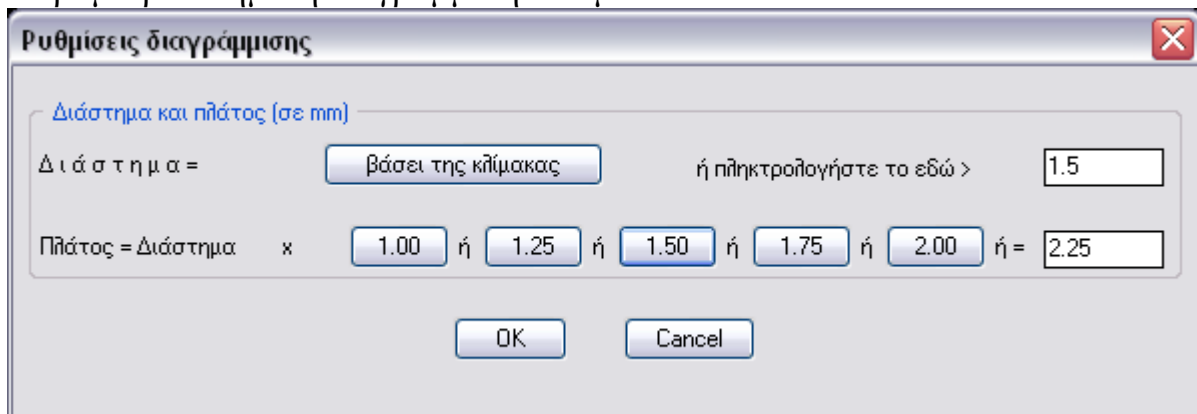 Ρυθμίσεις διαγράμμισης
Διάστημα και πλάτος (σε mm)
Δ ι ά σ τ η μ α = βάσει της κλίμακας ή πληκτρολογήστε το εδώ > 1.5
Πλάτος = Διάστημα x 1.00 ή 1.25 ή 1.50 ή 1.75 ή 2.00 ή = 2.25
OK Cancel